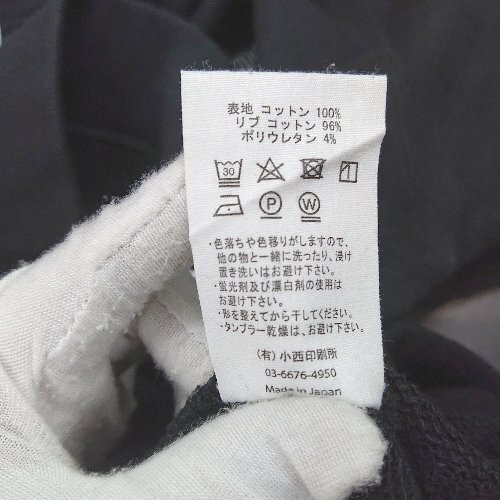 表地 コットン 100%
リブ コットン 96%
ポリウレタン 4%
30
P W
・色落ちや色移りがしますので、
他の物と一緒に洗ったり、浸け
置き洗いはお避け下さい。
・蛍光剤及び漂白剤の使用は
お避け下さい。
・形を整えてから干してください。
・タンブラー乾燥は、お避け下さい。
(有) 小西印刷所
03-6676-4950
Made in Japan